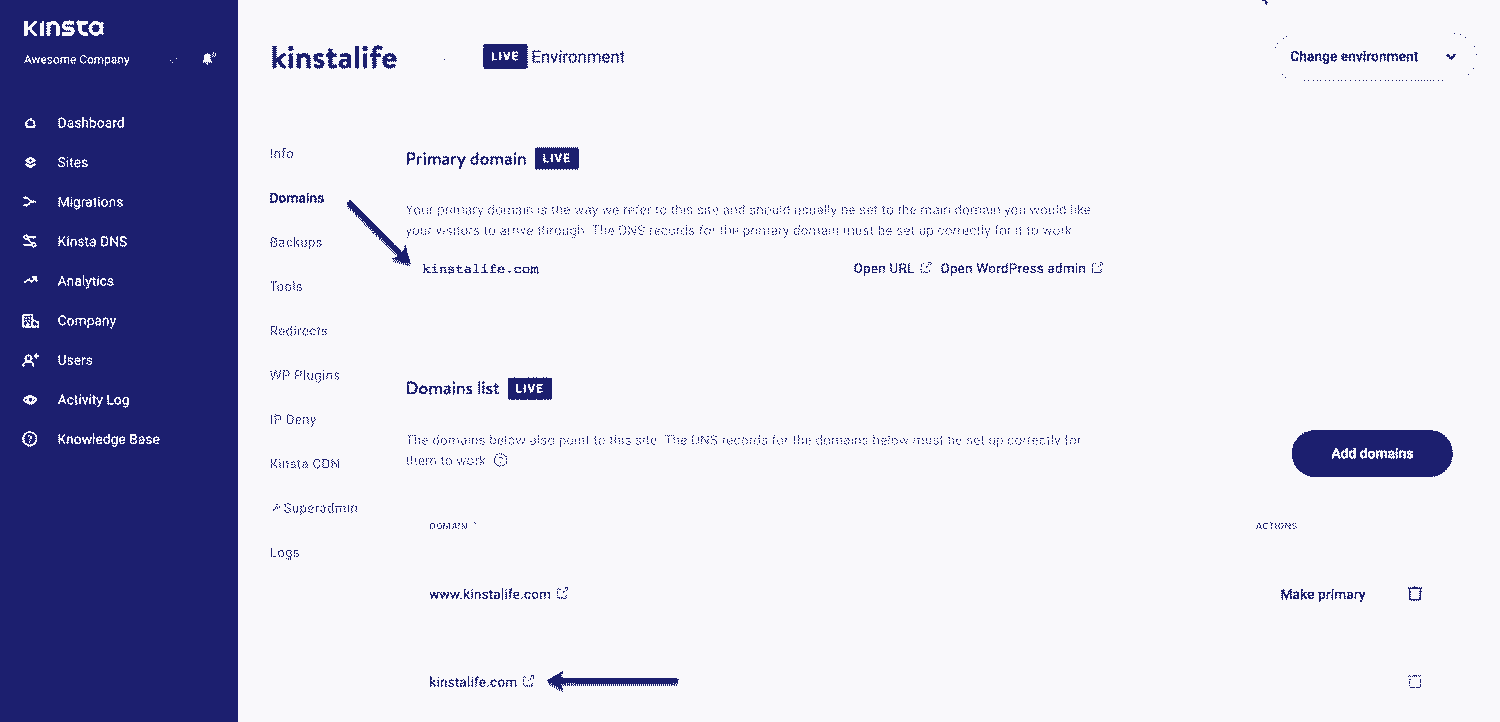 Kinsta
Awesome Company
Dashboard
Sites
Migrations
Kinsta DNS
Analytics
Company
Users
Activity Log
Knowledge Base
kinstalife
LIVE Environment
Change environment
Info
Domains
Backups
Tools
Redirects
WP Plugins
IP Deny
Kinsta CDN
Superadmin
Logs
Primary domain LIVE
Your primary domain is the way we refer to this site and should usually be set to the main domain you would like
your visitors to arrive through. The DNS records for the primary domain must be set up correctly for it to work
kinstalife.com
Open URL Open WordPress admin
Domains list LIVE
The domains below also point to this site. The DNS records for the domains below must be set up correctly for
them to work
Add domains
DOMAIN ACTIONS
www.kinstalife.com Make primary
kinstalife.com